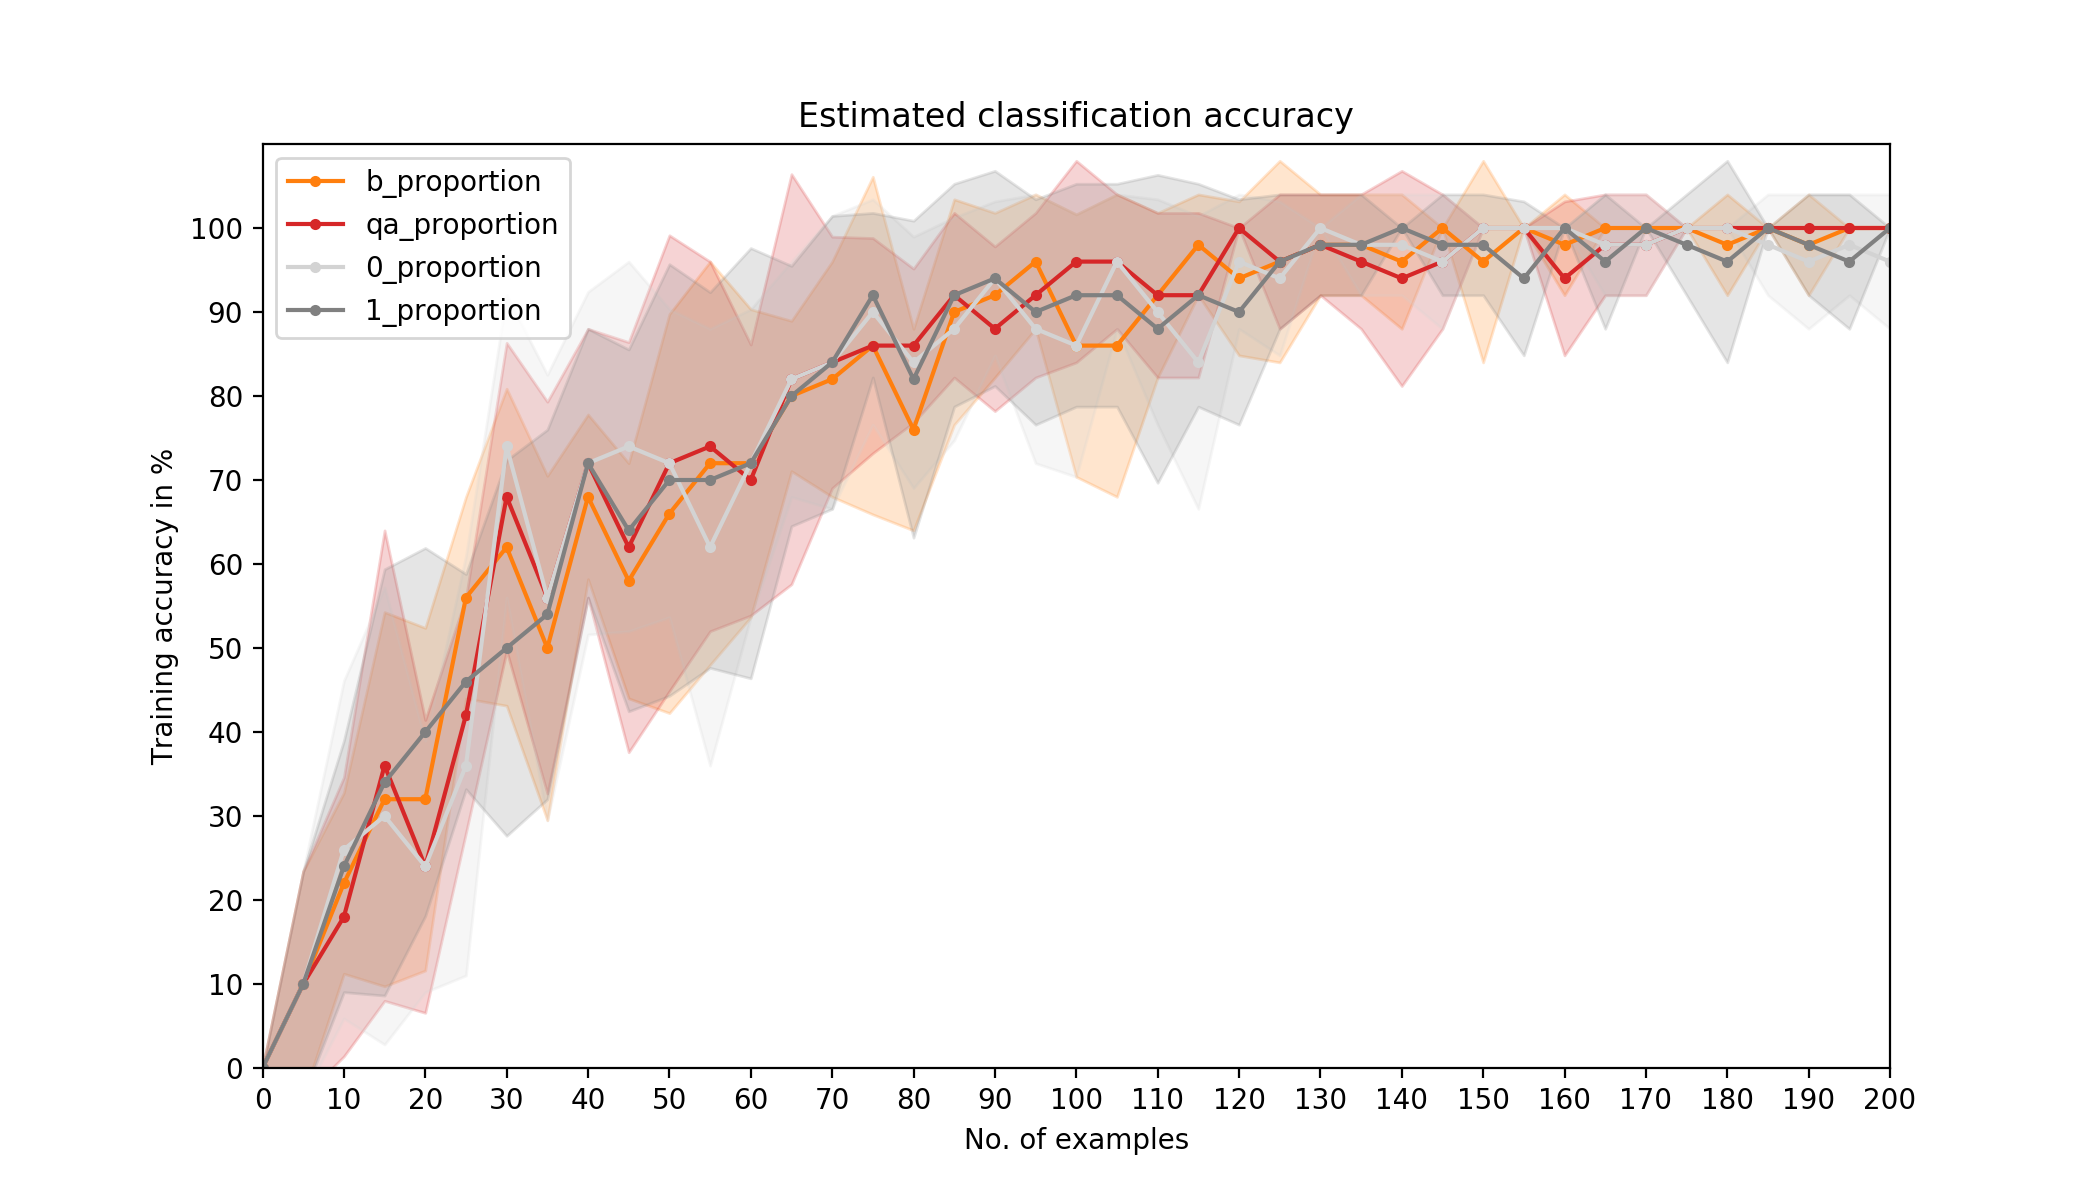 Estimated classification accuracy
b_proportion
qa_proportion
0_proportion
1_proportion
Training accuracy in %
100
90
80
70
60
50
40
30
20
10
0
0 10 20 30 40 50 60 70 80 90 100 110 120 130 140 150 160 170 180 190 200
No. of examples